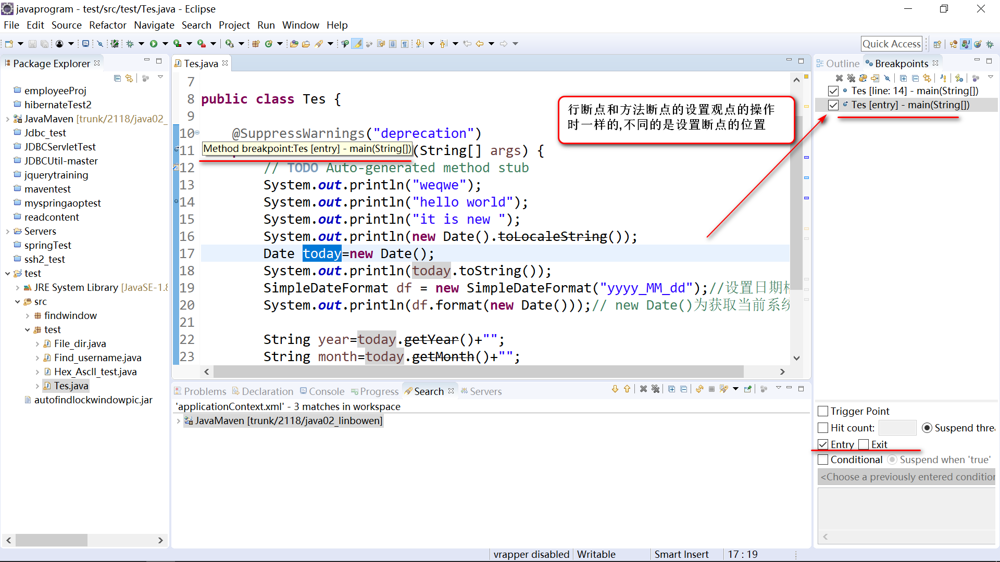 javaprogram - test/src/test/Tes.java - Eclipse
File Edit Source Refactor Navigate Search Project Run Window Help
Quick Access
Package Explorer
employeeProj
hibernateTest2
JavaMaven [trunk/2118/java02_
Jdbc_test
JDBCServletTest
JDBCUtil-master
jquerytraining
maventest
myspringaoptest
readcontent
Servers
springTest
ssh2_test
test
JRE System Library [JavaSE-1.8
src
findwindow
test
File_dir.java
Find_username.java
Hex_AscII_test.java
Tes.java
autofindlockwindowpic.jar
Tes.java
7
8 public class Tes {
9
10 @SuppressWarnings("deprecation")
Method breakpoint:Tes [entry] - main(String[])
11 (String[] args) {
12 // TODO Auto-generated method stub
13 System.out.println("weqwe");
14 System.out.println("hello world");
15 System.out.println("it is new ");
16 System.out.println(new Date().toLocaleString());
17 Date today=new Date();
18 System.out.println(today.toString());
19 SimpleDateFormat df = new SimpleDateFormat("yyyy_MM_dd");//设置日期格
20 System.out.println(df.format(new Date()));// new Date()为获取当前系统
21
22 String year=today.getYear()+"";
23 String month=today.getMonth()+"";
行断点和方法断点的设置观点的操作
时一样的,不同的是设置断点的位置
Outline Breakpoints
Tes [line: 14] - main(String[])
Tes [entry] - main(String[])
Trigger Point
Hit count: Suspend thre
Entry Exit
Conditional Suspend when 'true'
<Choose a previously entered condition
Problems Declaration Console Progress Search Servers
'applicationContext.xml' - 3 matches in workspace
JavaMaven [trunk/2118/java02_linbowen]
vrapper disabled Writable Smart Insert 17 : 19